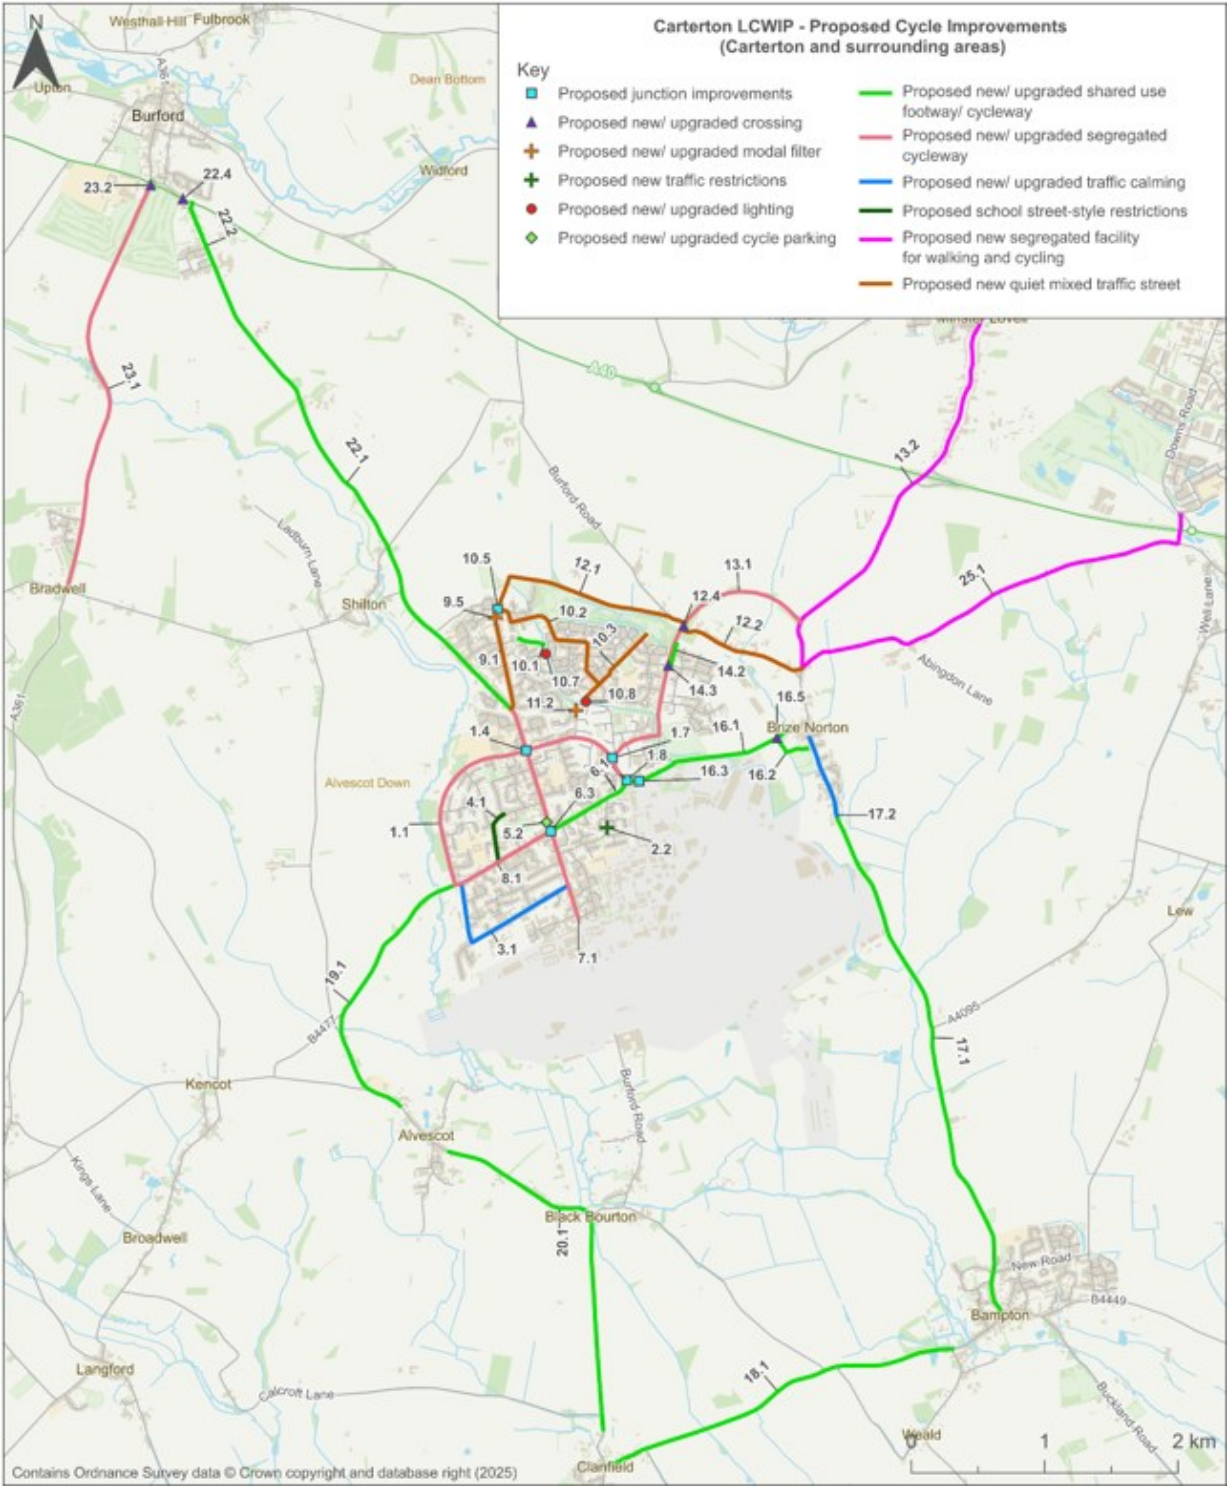 Carterton LCWIP - Proposed Cycle Improvements
(Carterton and surrounding areas)
Key
Proposed junction improvements
Proposed new/ upgraded crossing
Proposed new/ upgraded modal filter
Proposed new traffic restrictions
Proposed new/ upgraded lighting
Proposed new/ upgraded cycle parking
Proposed new/ upgraded shared use
footway/ cycleway
Proposed new/ upgraded segregated
cycleway
Proposed new/ upgraded traffic calming
Proposed school street-style restrictions
Proposed new segregated facility
for walking and cycling
Proposed new quiet mixed traffic street
N
Westhall Hill
Fulbrook
A361
Upton
Dean Bottom
Burford
Widford
23.2
22.4
22.2
Minster Lovell
A40
23.1
Downs Road
22.1
13.2
Burford Road
Ladburn Lane
10.5
12.1
13.1
25.1
Bradwell
Shilton
9.5
10.2
12.4
Well Lane
10.3
12.2
9.1
10.1
14.2
Abingdon Lane
10.7
10.8
14.3
A361
11.2
16.5
1.4
1.7
16.1
Brize Norton
1.8
6.1
16.3
16.2
Alvescot Down
4.1
6.3
1.1
5.2
17.2
2.2
8.1
Lew
3.1
7.1
19.1
A4095
B4477
17.1
Kencot
Burford Road
Alvescot
Kings Lane
Black Bourton
Broadwell
20.1
New Road
B4449
Bampton
Langford
18.1
Calcroft Lane
Buckland Road
Weald
0 1 2 km
Clanfield
Contains Ordnance Survey data © Crown copyright and database right (2025)